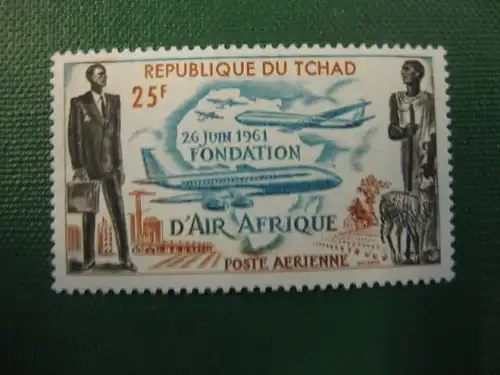 REPUBLIQUE DU TCHAD
25F
26 JUIN 1961
FONDATION
D'AIR AFRIQUE
POSTE AERIENNE